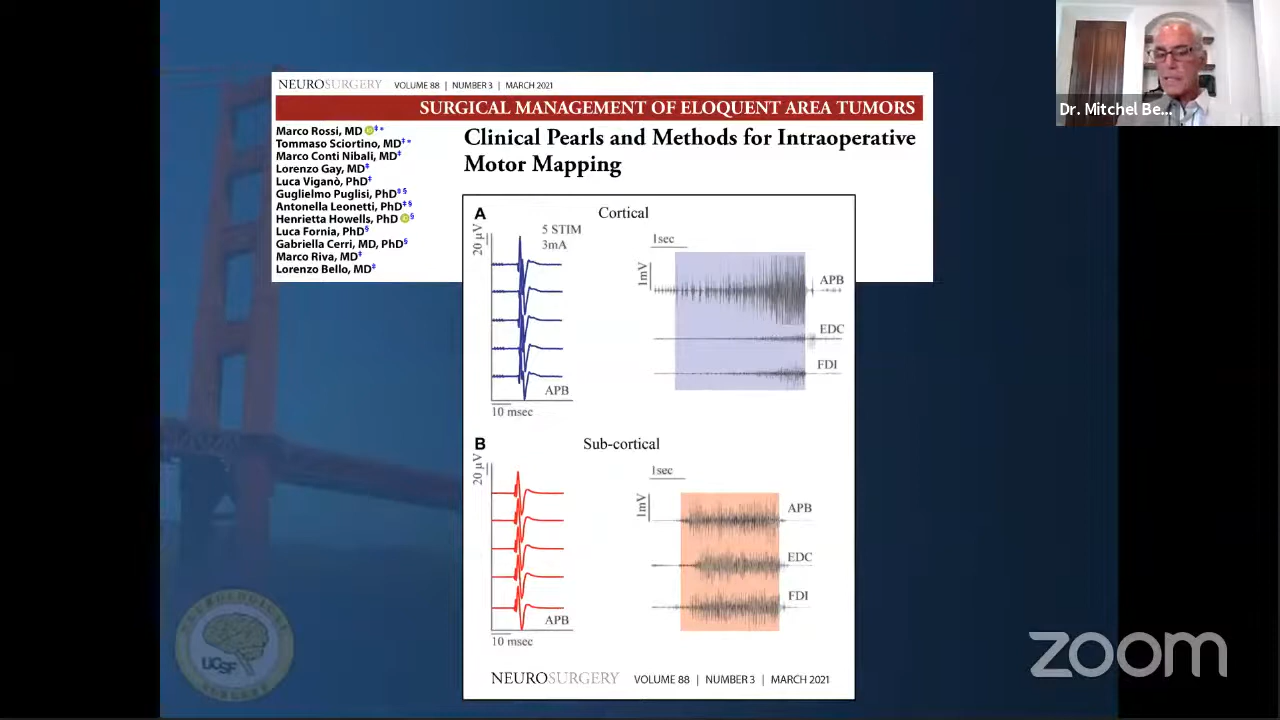 NEUROSURGERY VOLUME 88 | NUMBER 3 | MARCH 2021
SURGICAL MANAGEMENT OF ELOQUENT AREA TUMORS
Marco Rossi, MD ‡*
Tommaso Sciortino, MD‡*
Marco Conti Nibali, MD‡
Lorenzo Gay, MD‡
Luca Viganò, PhD‡
Guglielmo Puglisi, PhD‡§
Antonella Leonetti, PhD‡§
Henrietta Howells, PhD §
Luca Fornia, PhD§
Gabriella Cerri, MD, PhD§
Marco Riva, MD‡
Lorenzo Bello, MD‡
Clinical Pearls and Methods for Intraoperative
Motor Mapping
A
Cortical
20 µV
5 STIM
3mA
APB
10 msec
1sec
1mV
APB
EDC
FDI
B
Sub-cortical
20 µV
APB
10 msec
1sec
1mV
APB
EDC
FDI
NEUROSURGERY VOLUME 88 | NUMBER 3 | MARCH 2021
Dr. Mitchel Be...
NEUROLOGICAL
UCSF
SURGERY
zoom